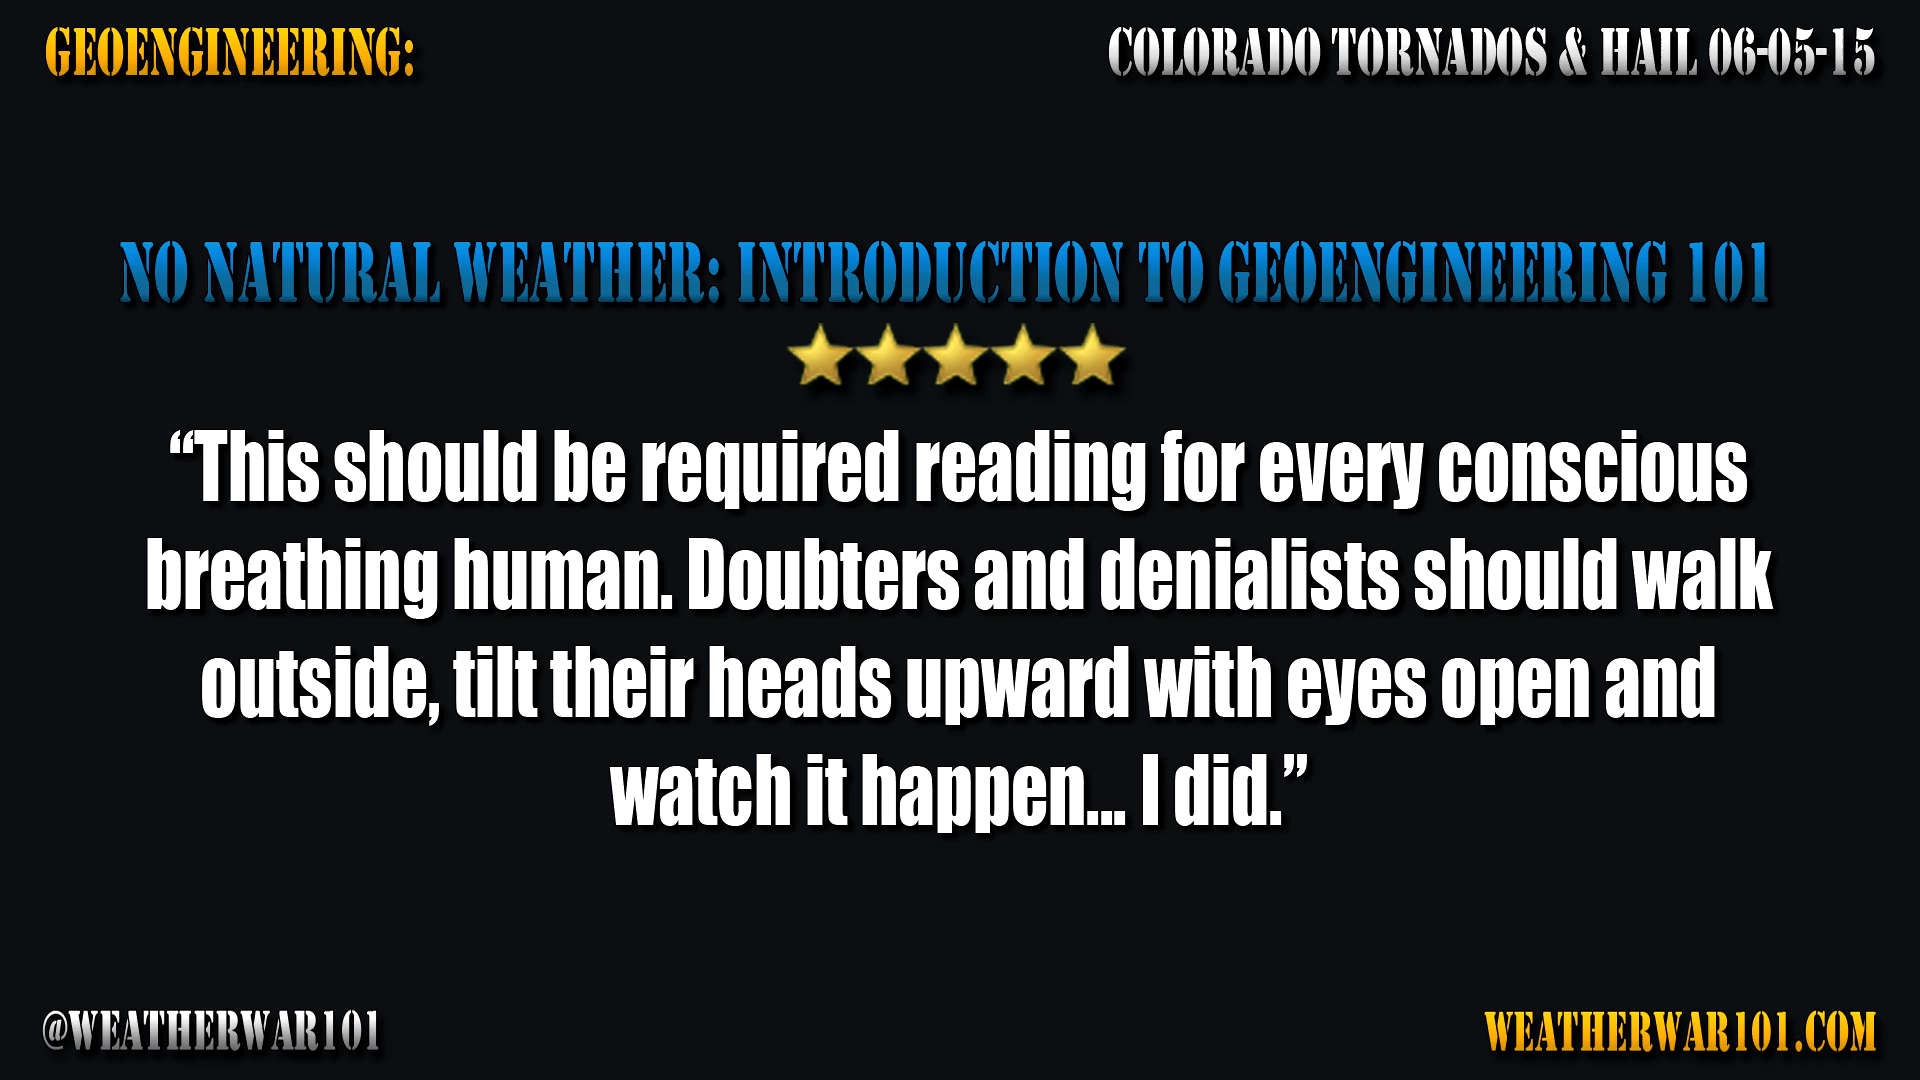 GEOENGINEERING:
COLORADO TORNADOS & HAIL 06-05-15
NO NATURAL WEATHER: INTRODUCTION TO GEOENGINEERING 101
“This should be required reading for every conscious
breathing human. Doubters and denialists should walk
outside, tilt their heads upward with eyes open and
watch it happen... I did.”
@WEATHERWAR101
WEATHERWAR101.COM